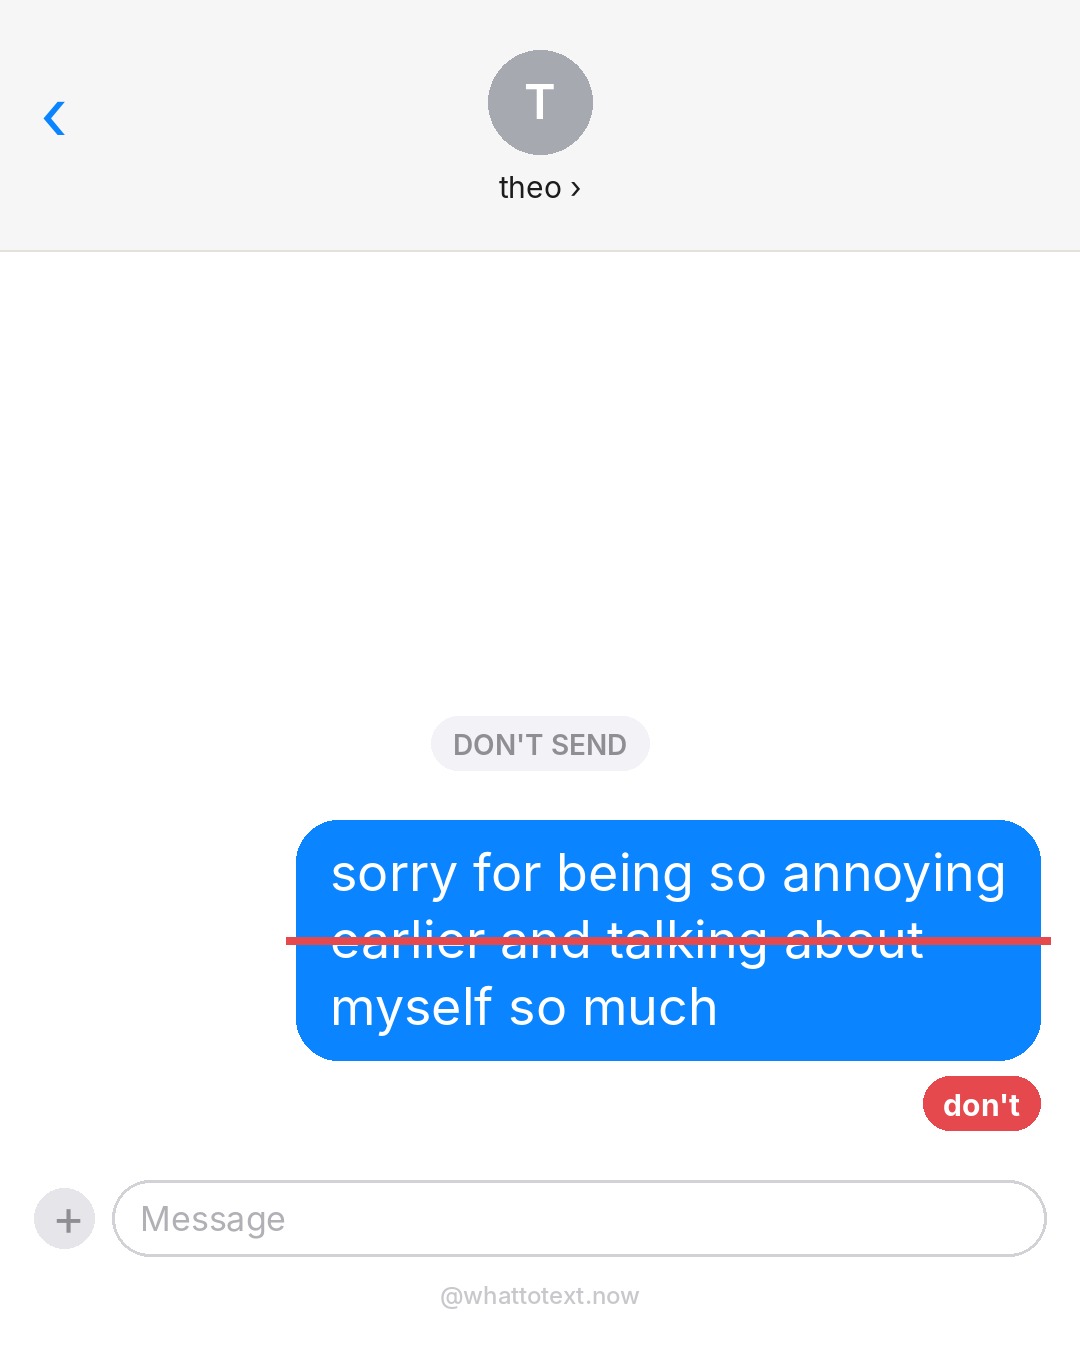 ‹
T
theo ›
DON'T SEND
sorry for being so annoying
earlier and talking about
myself so much
don't
+
Message
@whattotext.now